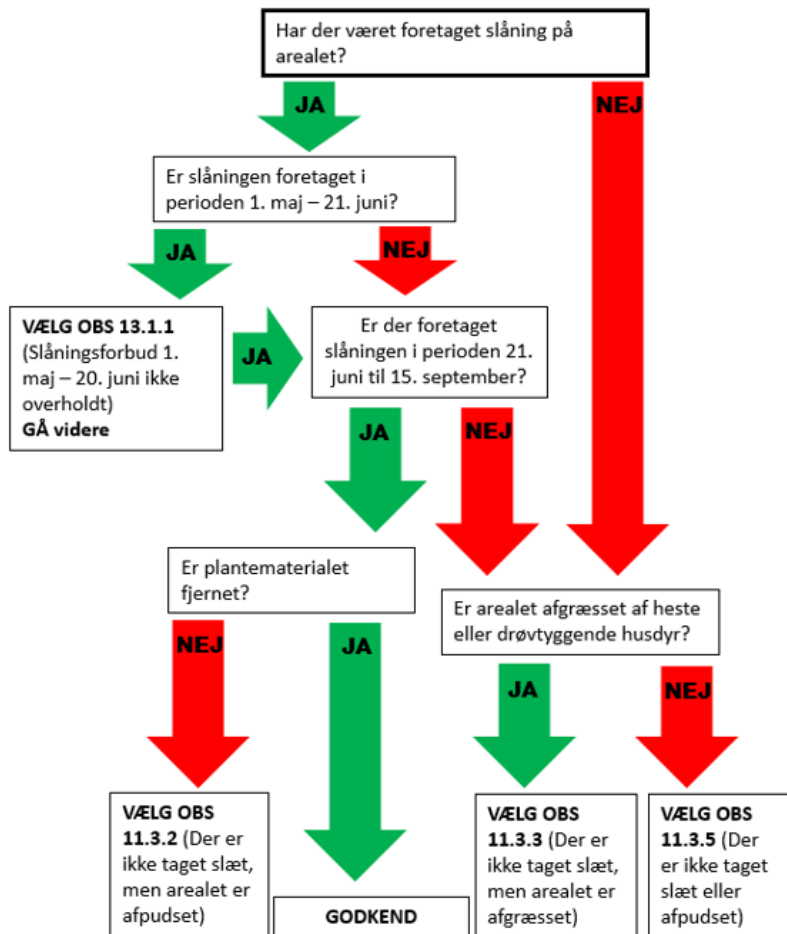 Har der været foretaget slåning på
arealet?
JA
NEJ
Er slåningen foretaget i
perioden 1. maj – 21. juni?
JA
NEJ
VÆLG OBS 13.1.1
(Slåningsforbud 1.
maj – 20. juni ikke
overholdt)
GÅ videre
JA
Er der foretaget
slåningen i perioden 21.
juni til 15. september?
JA
NEJ
Er plantematerialet
fjernet?
Er arealet afgræsset af heste
eller drøvtyggende husdyr?
NEJ
JA
JA
NEJ
VÆLG OBS
11.3.2 (Der er
ikke taget slæt,
men arealet er
afpudset)
GODKEND
VÆLG OBS
11.3.3 (Der er
ikke taget slæt,
men arealet er
afgræsset)
VÆLG OBS
11.3.5 (Der
er ikke taget
slæt eller
afpudset)